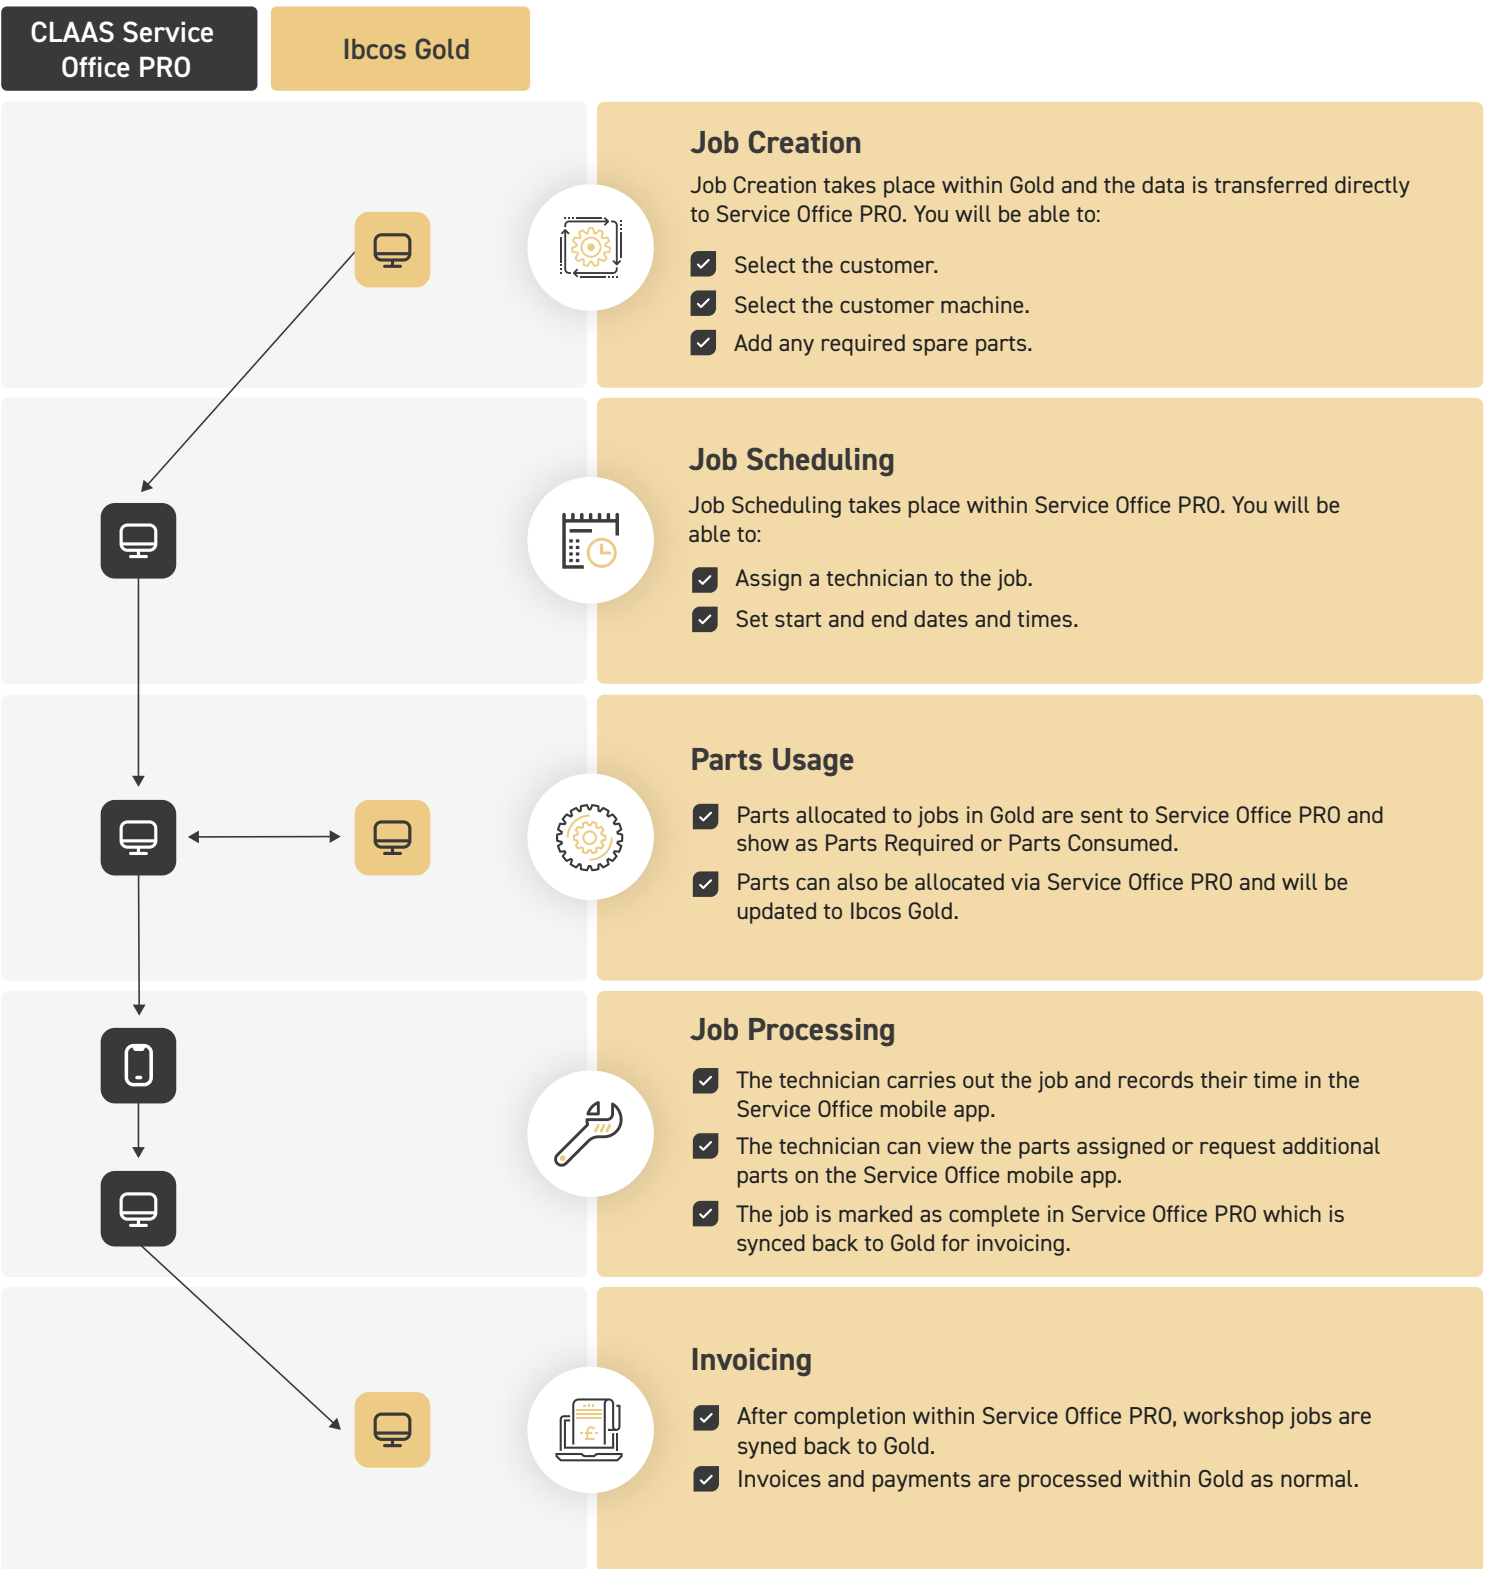 CLAAS Service
Office PRO
Ibcos Gold
Job Creation
Job Creation takes place within Gold and the data is transferred directly
to Service Office PRO. You will be able to:
Select the customer.
Select the customer machine.
Add any required spare parts.
Job Scheduling
Job Scheduling takes place within Service Office PRO. You will be
able to:
Assign a technician to the job.
Set start and end dates and times.
Parts Usage
Parts allocated to jobs in Gold are sent to Service Office PRO and
show as Parts Required or Parts Consumed.
Parts can also be allocated via Service Office PRO and will be
updated to Ibcos Gold.
Job Processing
The technician carries out the job and records their time in the
Service Office mobile app.
The technician can view the parts assigned or request additional
parts on the Service Office mobile app.
The job is marked as complete in Service Office PRO which is
synced back to Gold for invoicing.
Invoicing
£
After completion within Service Office PRO, workshop jobs are
syned back to Gold.
Invoices and payments are processed within Gold as normal.